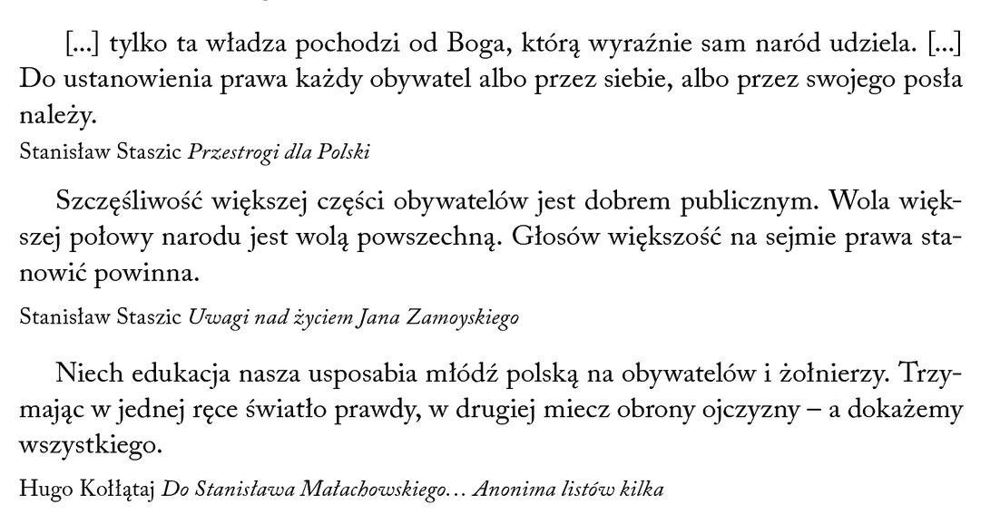 [...] tylko ta władza pochodzi od Boga, którą wyraźnie sam naród udziela. [...]
Do ustanowienia prawa każdy obywatel albo przez siebie, albo przez swojego posła
należy.
Stanisław Staszic Przestrogi dla Polski
Szczęśliwość większej części obywatelów jest dobrem publicznym. Wola więk-
szej połowy narodu jest wolą powszechną. Głosów większość na sejmie prawa sta-
nowić powinna.
Stanisław Staszic Uwagi nad życiem Jana Zamoyskiego
Niech edukacja nasza usposabia młódź polską na obywatelów i żołnierzy. Trzy-
mając w jednej ręce światło prawdy, w drugiej miecz obrony ojczyzny – a dokażemy
wszystkiego.
Hugo Kołłątaj Do Stanisława Małachowskiego… Anonima listów kilka